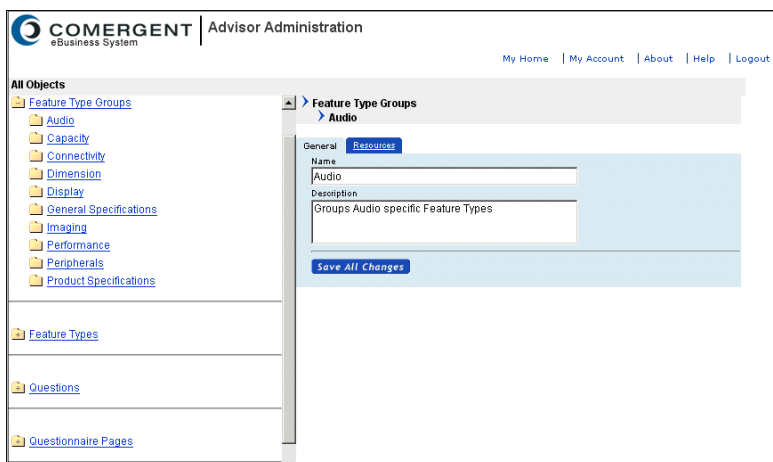 COMERGENT
eBusiness System
Advisor Administration
My Home | My Account | About | Help | Logout
All Objects
Feature Type Groups
Audio
Capacity
Connectivity
Dimension
Display
General Specifications
Imaging
Performance
Peripherals
Product Specifications
Feature Types
Questions
Questionnaire Pages
Feature Type Groups
Audio
General Resources
Name
Audio
Description
Groups Audio specific Feature Types
Save All Changes